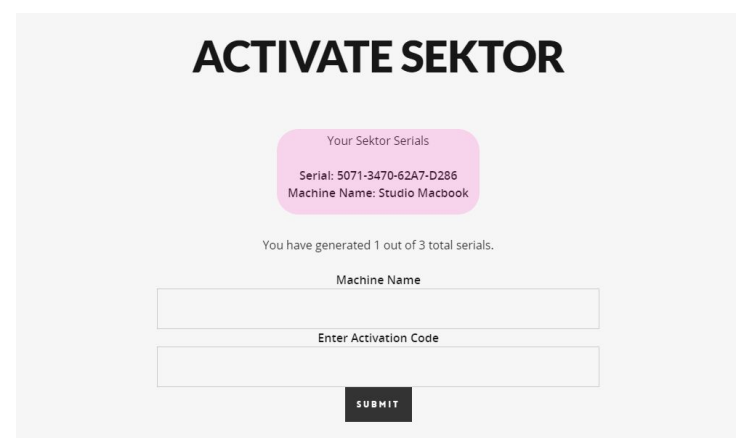 ACTIVATE SEKTOR
Your Sektor Serials
Serial: 5071-3470-62A7-D286
Machine Name: Studio Macbook
You have generated 1 out of 3 total serials.
Machine Name
Enter Activation Code
SUBMIT